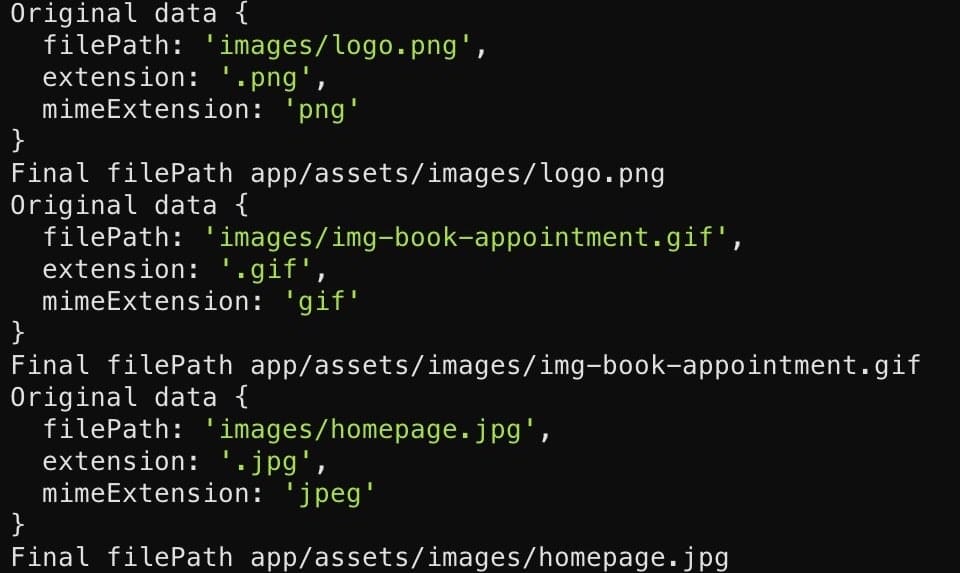 Original data {
  filePath: 'images/logo.png',
  extension: '.png',
  mimeExtension: 'png'
}
Final filePath app/assets/images/logo.png
Original data {
  filePath: 'images/img-book-appointment.gif',
  extension: '.gif',
  mimeExtension: 'gif'
}
Final filePath app/assets/images/img-book-appointment.gif
Original data {
  filePath: 'images/homepage.jpg',
  extension: '.jpg',
  mimeExtension: 'jpeg'
}
Final filePath app/assets/images/homepage.jpg